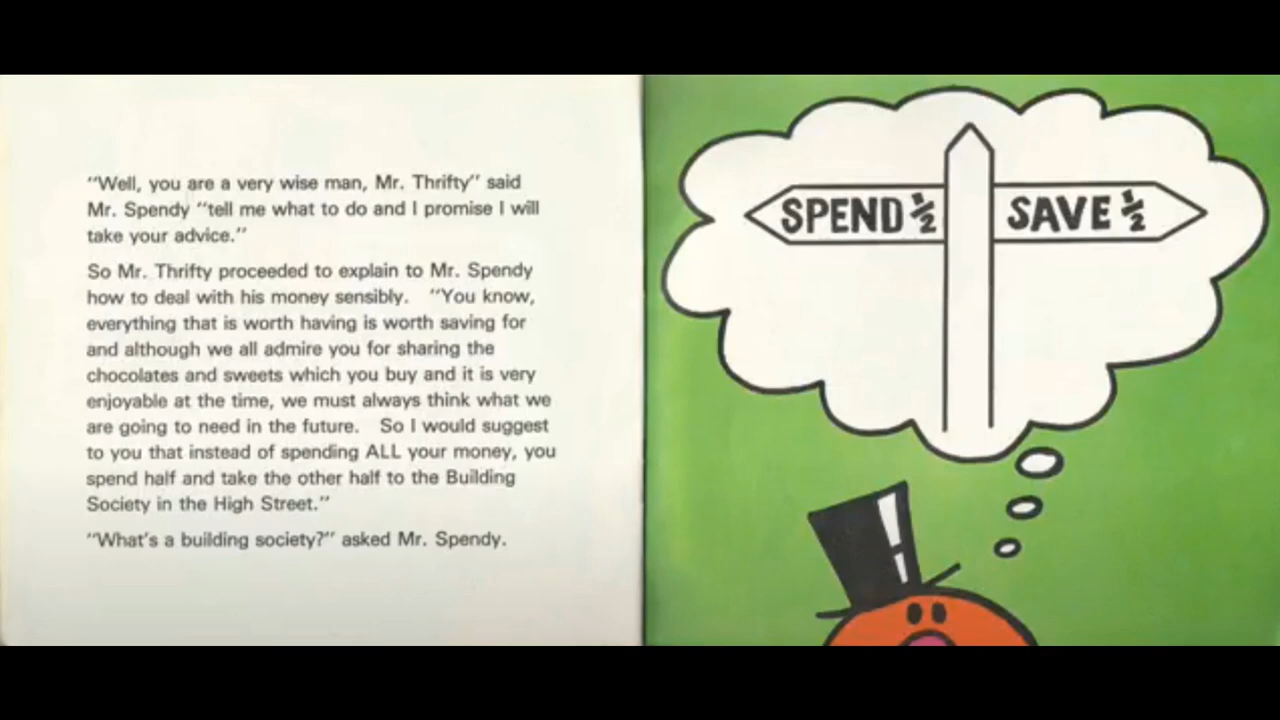 "Well, you are a very wise man, Mr. Thrifty" said
Mr. Spendy "tell me what to do and I promise I will
take your advice."
So Mr. Thrifty proceeded to explain to Mr. Spendy
how to deal with his money sensibly. "You know,
everything that is worth having is worth saving for
and although we all admire you for sharing the
chocolates and sweets which you buy and it is very
enjoyable at the time, we must always think what we
are going to need in the future. So I would suggest
to you that instead of spending ALL your money, you
spend half and take the other half to the Building
Society in the High Street."
"What's a building society?" asked Mr. Spendy.
SPEND ½
SAVE ½